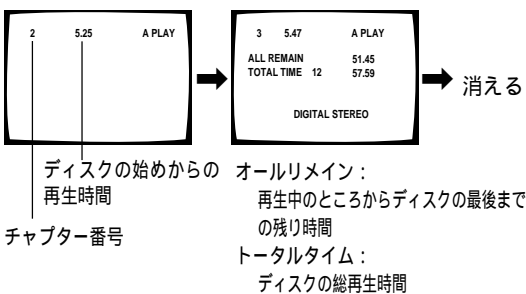 2 5.25 A PLAY
3 5.47 A PLAY
ALL REMAIN 51.45
TOTAL TIME 12 57.59
DIGITAL STEREO
消える
ディスクの始めからの
再生時間
チャプター番号
オールリメイン：
再生中のところからディスクの最後まで
の残り時間
トータルタイム：
ディスクの総再生時間